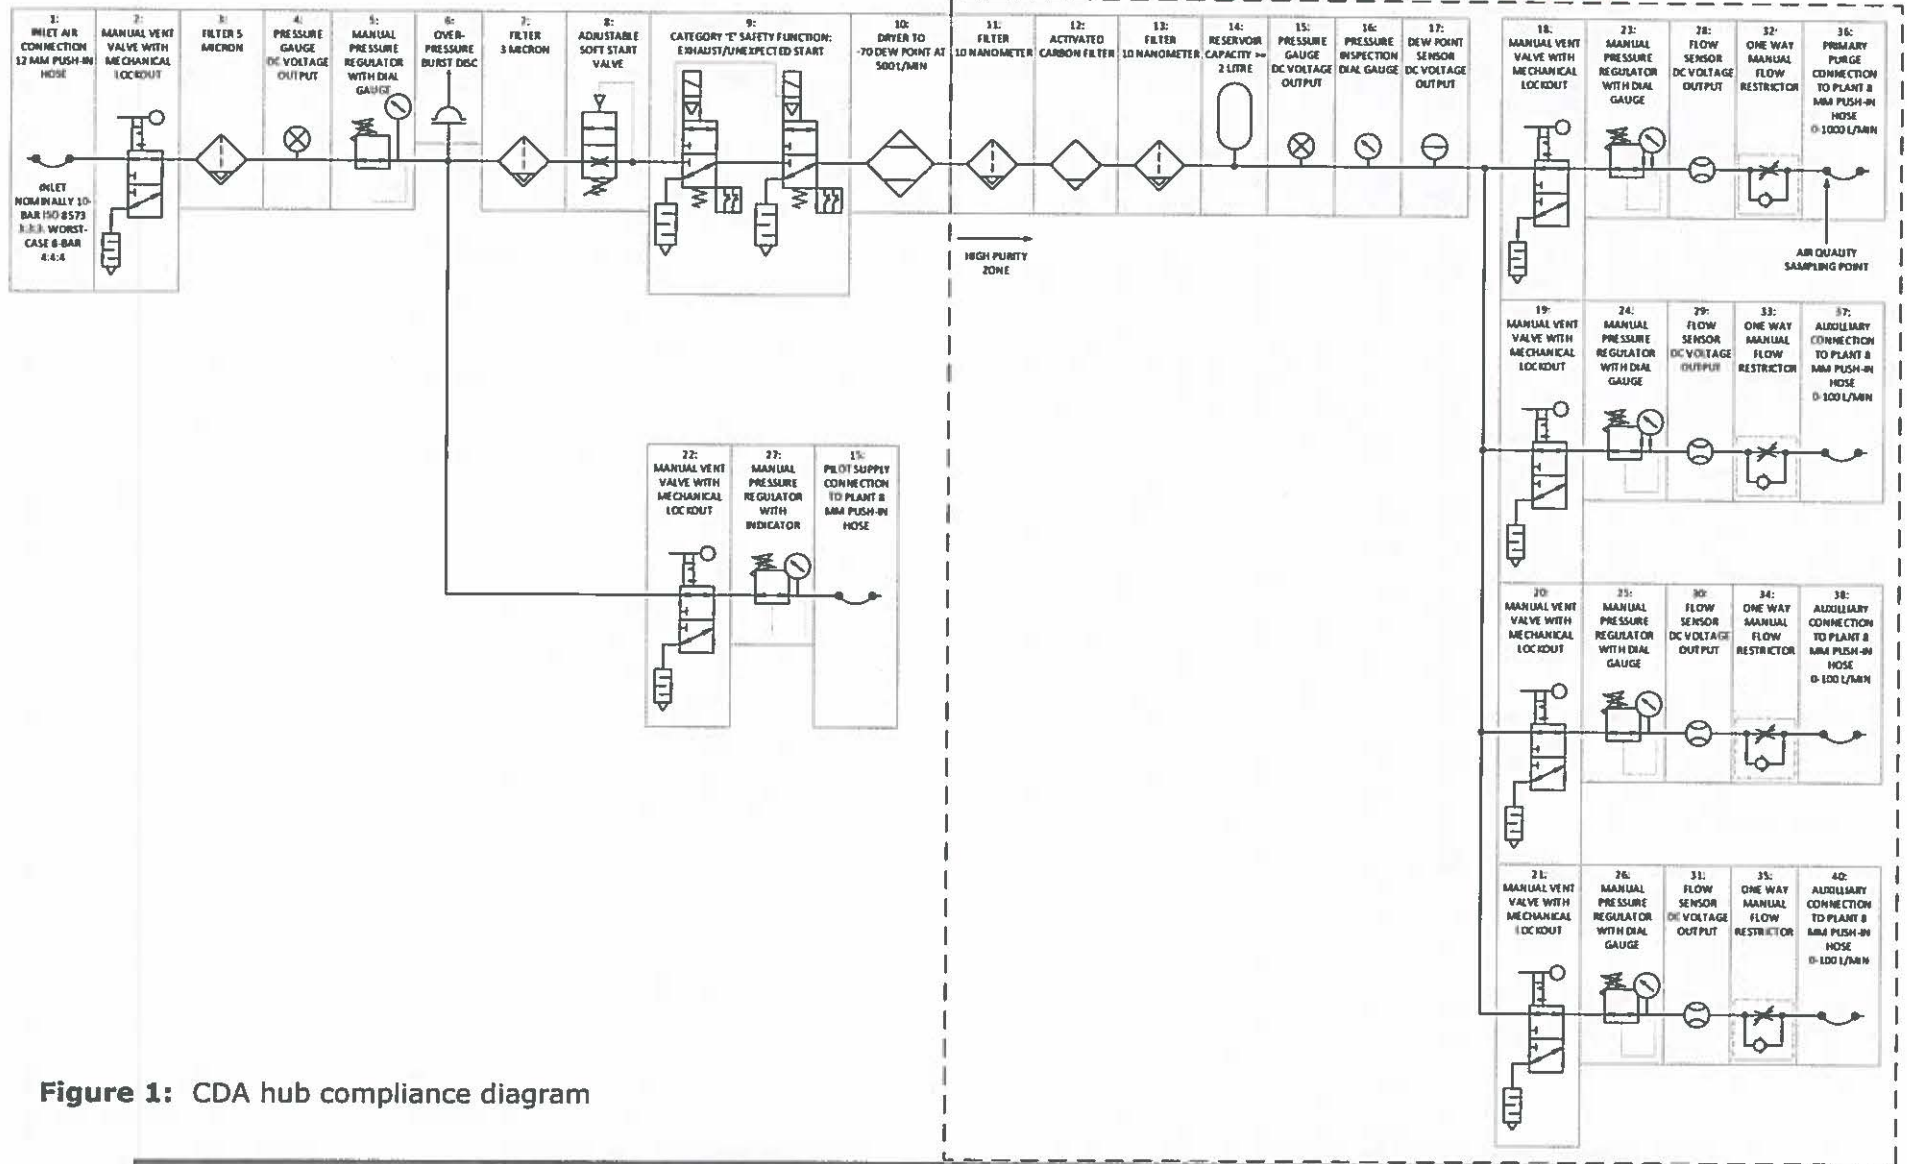 1:
INLET AIR
CONNECTION
12 MM PUSH-IN
HOSE
INLET
NOMINALLY 10-
BAR ISO 8573
3:3:3. WORST-
CASE 6-BAR
4:4:4
2:
MANUAL VENT
VALVE WITH
MECHANICAL
LOCKOUT
3:
FILTER 5
MICRON
4:
PRESSURE
GAUGE
DC VOLTAGE
OUTPUT
5:
MANUAL
PRESSURE
REGULATOR
WITH DIAL
GAUGE
6:
OVER-
PRESSURE
BURST DISC
7:
FILTER
3 MICRON
8:
ADJUSTABLE
SOFT START
VALVE
9:
CATEGORY 'E' SAFETY FUNCTION:
EXHAUST/UNEXPECTED START
10:
DRYER TO
-70 DEW POINT AT
500 L/MIN
11:
FILTER
10 NANOMETER
12:
ACTIVATED
CARBON FILTER
13:
FILTER
10 NANOMETER
14:
RESERVOIR
CAPACITY >=
2 LITRE
15:
PRESSURE
GAUGE
DC VOLTAGE
OUTPUT
16:
PRESSURE
INSPECTION
DIAL GAUGE
17:
DEW POINT
SENSOR
DC VOLTAGE
OUTPUT
HIGH PURITY
ZONE
18:
MANUAL VENT
VALVE WITH
MECHANICAL
LOCKOUT
23:
MANUAL
PRESSURE
REGULATOR
WITH DIAL
GAUGE
28:
FLOW
SENSOR
DC VOLTAGE
OUTPUT
32:
ONE WAY
MANUAL
FLOW
RESTRICTOR
36:
PRIMARY
PURGE
CONNECTION
TO PLANT 8
MM PUSH-IN
HOSE
0-1000 L/MIN
AIR QUALITY
SAMPLING POINT
19:
MANUAL VENT
VALVE WITH
MECHANICAL
LOCKOUT
24:
MANUAL
PRESSURE
REGULATOR
WITH DIAL
GAUGE
29:
FLOW
SENSOR
DC VOLTAGE
OUTPUT
33:
ONE WAY
MANUAL
FLOW
RESTRICTOR
37:
AUXILLIARY
CONNECTION
TO PLANT 8
MM PUSH-IN
HOSE
0-100 L/MIN
22:
MANUAL VENT
VALVE WITH
MECHANICAL
LOCKOUT
27:
MANUAL
PRESSURE
REGULATOR
WITH
INDICATOR
15:
PILOT SUPPLY
CONNECTION
TO PLANT 8
MM PUSH-IN
HOSE
20:
MANUAL VENT
VALVE WITH
MECHANICAL
LOCKOUT
25:
MANUAL
PRESSURE
REGULATOR
WITH DIAL
GAUGE
30:
FLOW
SENSOR
DC VOLTAGE
OUTPUT
34:
ONE WAY
MANUAL
FLOW
RESTRICTOR
38:
AUXILLIARY
CONNECTION
TO PLANT 8
MM PUSH-IN
HOSE
0-100 L/MIN
21:
MANUAL VENT
VALVE WITH
MECHANICAL
LOCKOUT
26:
MANUAL
PRESSURE
REGULATOR
WITH DIAL
GAUGE
31:
FLOW
SENSOR
DC VOLTAGE
OUTPUT
35:
ONE WAY
MANUAL
FLOW
RESTRICTOR
40:
AUXILLIARY
CONNECTION
TO PLANT 8
MM PUSH-IN
HOSE
0-100 L/MIN
Figure 1: CDA hub compliance diagram